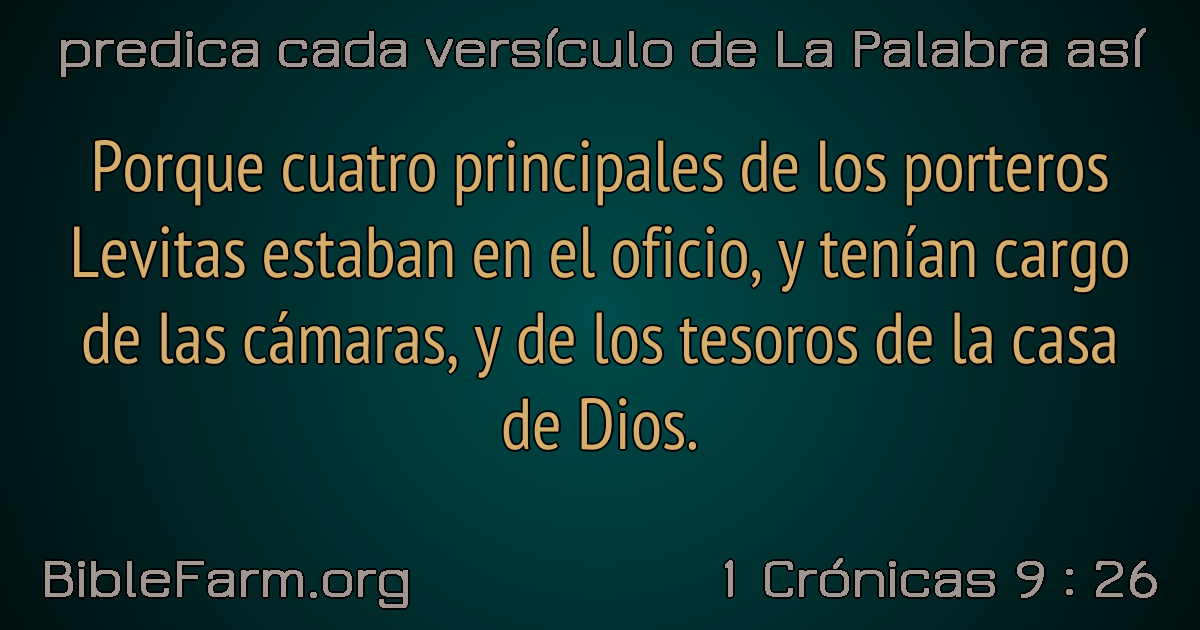 predica cada versículo de La Palabra así
Porque cuatro principales de los porteros
Levitas estaban en el oficio, y tenían cargo
de las cámaras, y de los tesoros de la casa
de Dios.
BibleFarm.org
1 Crónicas 9 : 26